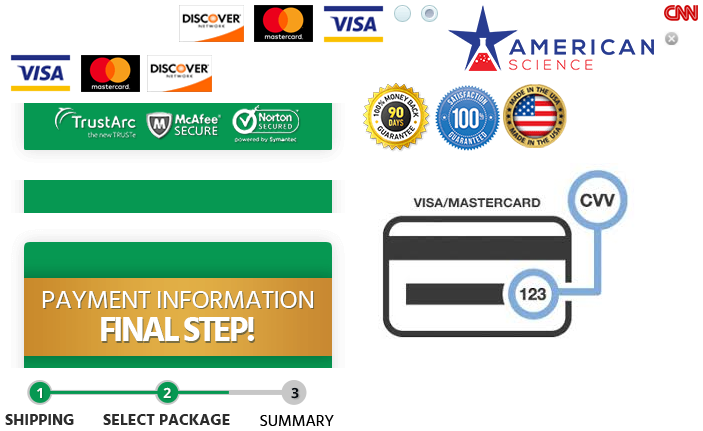 DISCOVER
NETWORK
mastercard.
VISA
CNN
AMERICAN
SCIENCE
VISA
mastercard.
DISCOVER
NETWORK
TrustArc
the new TRUSTe
McAfee
SECURE
Norton
SECURED
powered by Symantec
100% MONEY BACK
90
DAYS
GUARANTEE
SATISFACTION
100%
GUARANTEED
MADE IN THE USA
MADE IN THE USA
VISA/MASTERCARD
CVV
123
PAYMENT INFORMATION
FINAL STEP!
1
2
3
SHIPPING
SELECT PACKAGE
SUMMARY